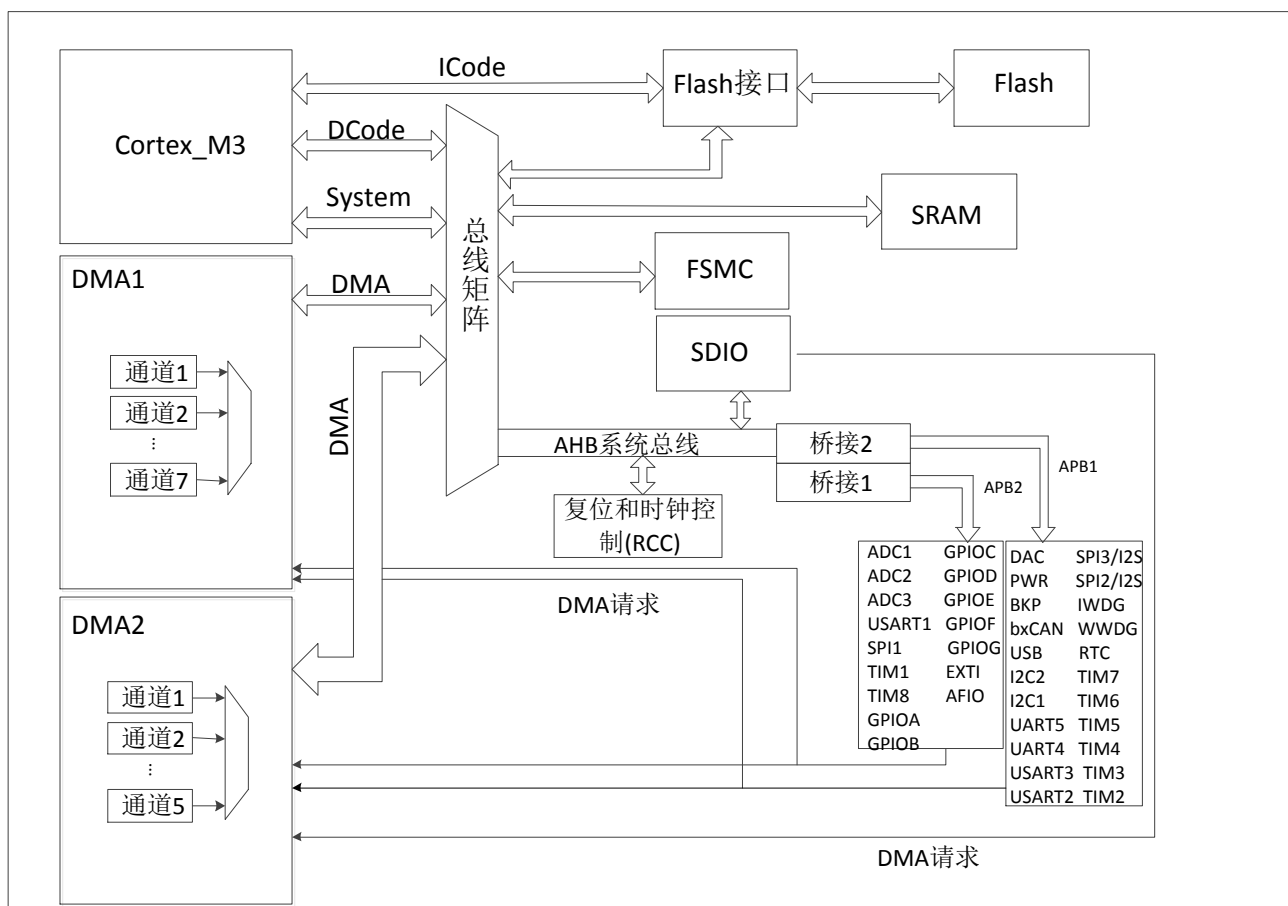 Cortex_M3
ICode
DCode
System
Flash接口
Flash
SRAM
总线矩阵
FSMC
SDIO
DMA1
DMA
通道1
通道2
...
通道7
DMA
AHB系统总线
桥接2
桥接1
APB1
APB2
复位和时钟控
制(RCC)
ADC1 GPIOC
ADC2 GPIOD
ADC3 GPIOE
USART1 GPIOF
SPI1 GPIOG
TIM1 EXTI
TIM8 AFIO
GPIOA
GPIOB
DAC SPI3/I2S
PWR SPI2/I2S
BKP IWDG
bxCAN WWDG
USB RTC
I2C2 TIM7
I2C1 TIM6
UART5 TIM5
UART4 TIM4
USART3 TIM3
USART2 TIM2
DMA请求
DMA2
通道1
通道2
...
通道5
DMA请求